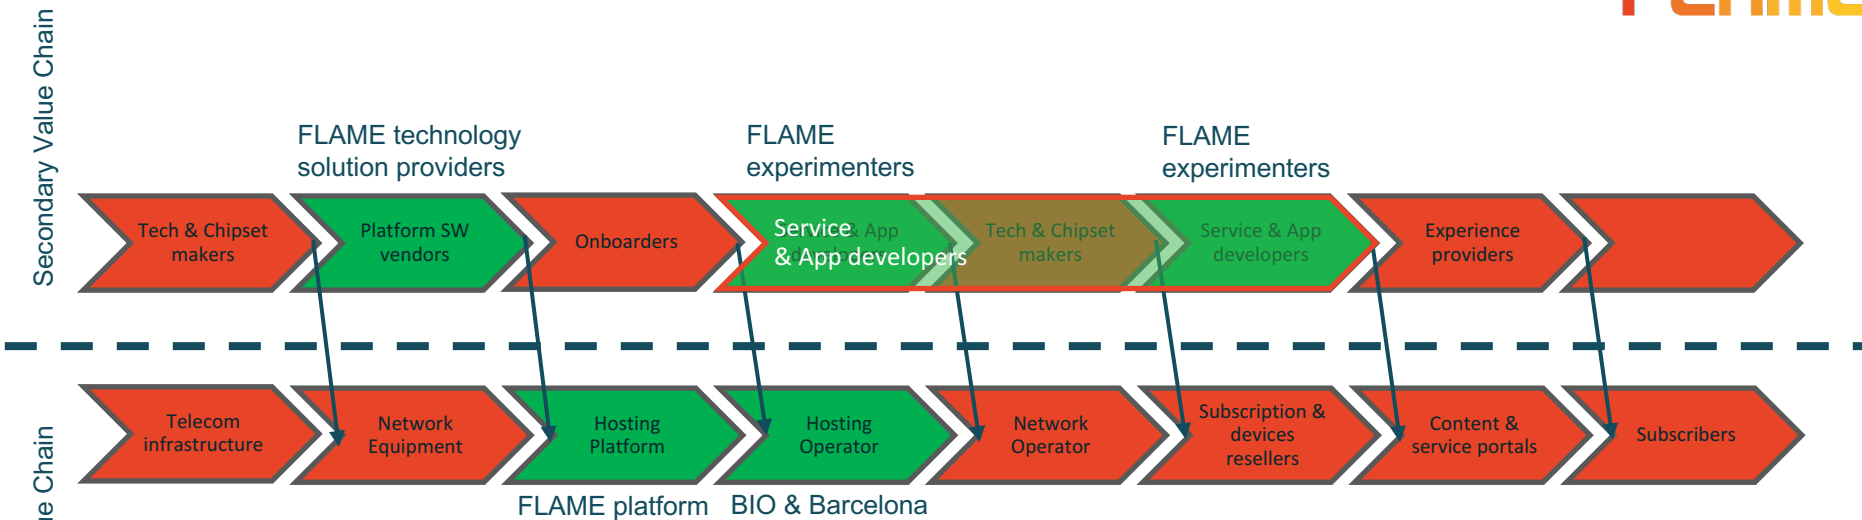 Secondary Value Chain
FLAME technology
solution providers
FLAME
experimenters
FLAME
experimenters
Tech & Chipset
makers
Platform SW
vendors
Onboarders
Service
& App developers
Tech & Chipset
makers
Service & App
developers
Experience
providers
Telecom
infrastructure
Network
Equipment
Hosting
Platform
Hosting
Operator
Network
Operator
Subscription &
devices
resellers
Content &
service portals
Subscribers
Chain
FLAME platform
BIO & Barcelona